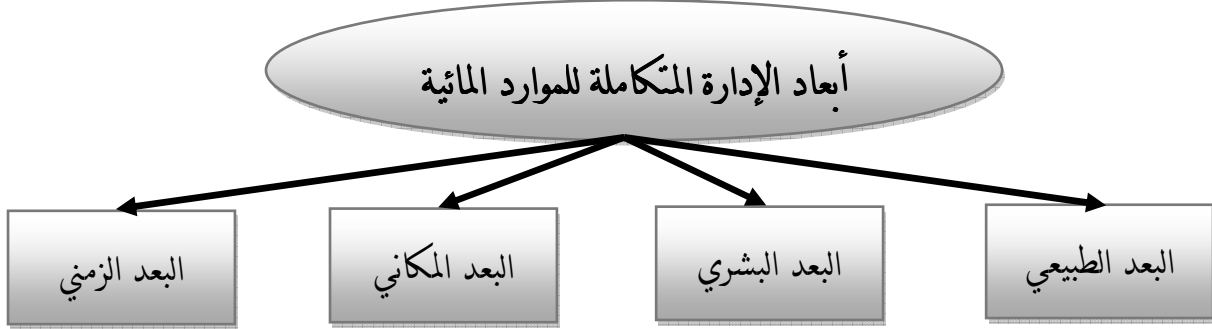 أبعاد الإدارة المتكاملة للموارد المائية
البعد الطبيعي
البعد البشري
البعد المكاني
البعد الزمني